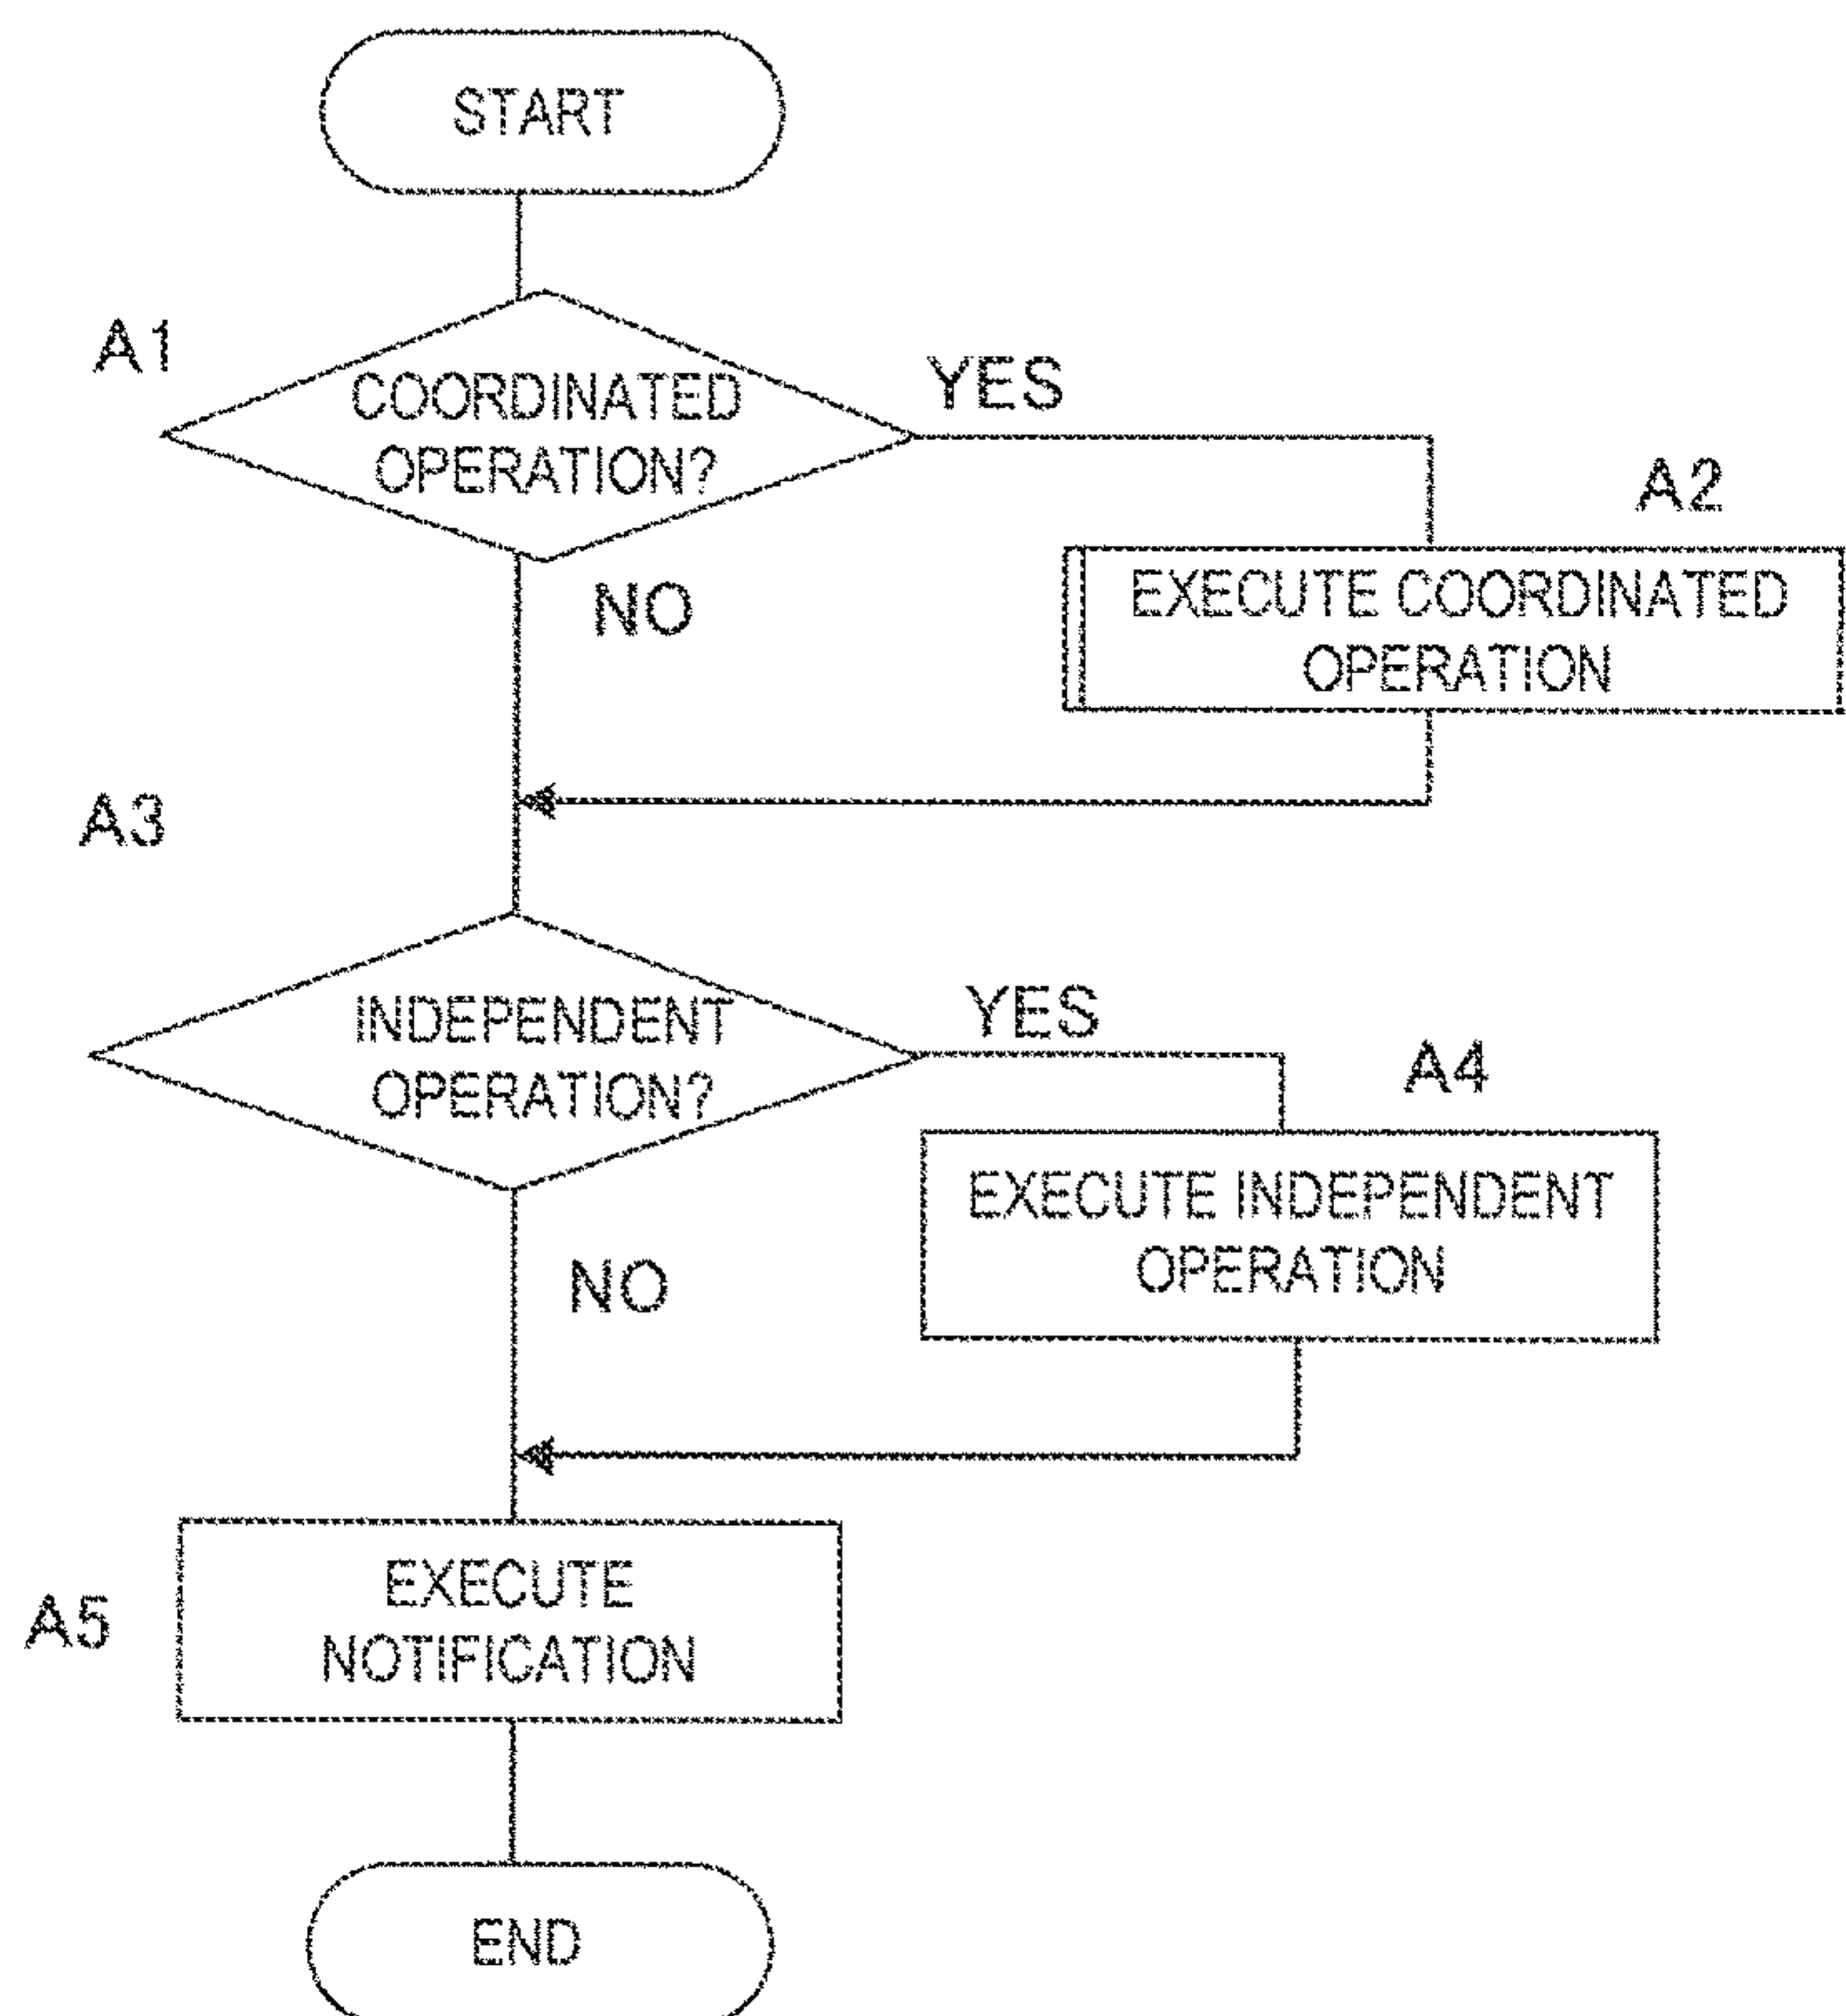 START
A1
COORDINATED
OPERATION?
YES
A2
EXECUTE COORDINATED
OPERATION
NO
A3
INDEPENDENT
OPERATION?
YES
A4
EXECUTE INDEPENDENT
OPERATION
NO
A5
EXECUTE
NOTIFICATION
END